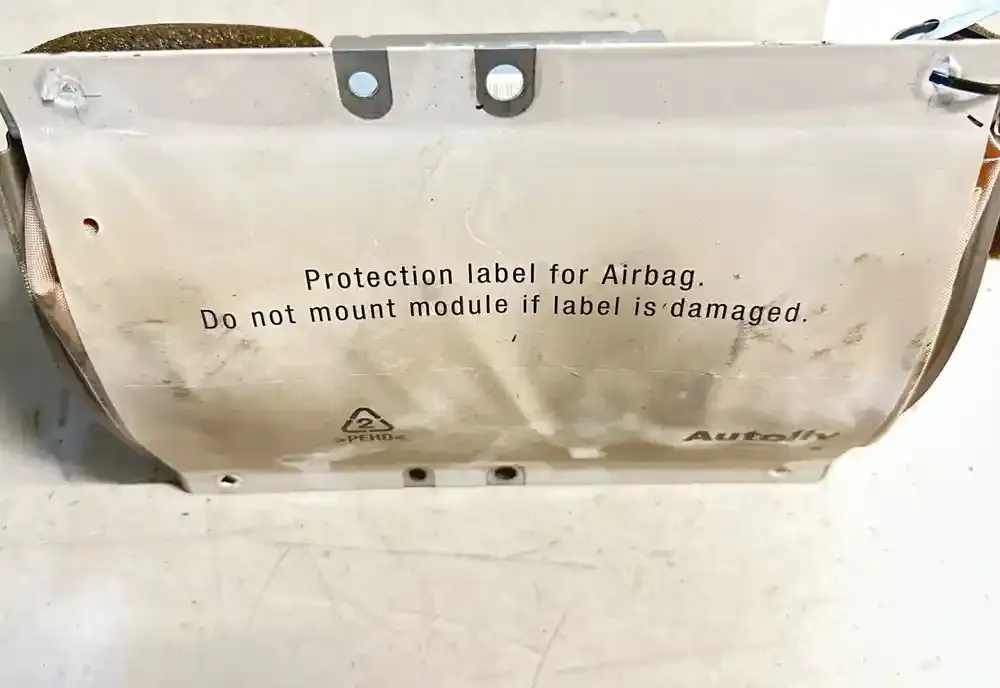 Protection label for Airbag.
Do not mount module if label is damaged.
2
>PEHD<
Autoliv